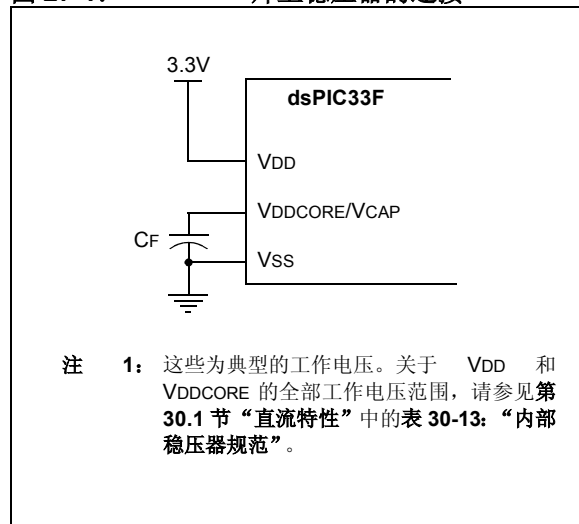 3.3V
dsPIC33F
VDD
VDDCORE/VCAP
CF
VSS
注 1： 这些为典型的工作电压。关于 VDD 和
VDDCORE 的全部工作电压范围，请参见第
30.1 节“直流特性”中的表 30-13：“内部
稳压器规范”。